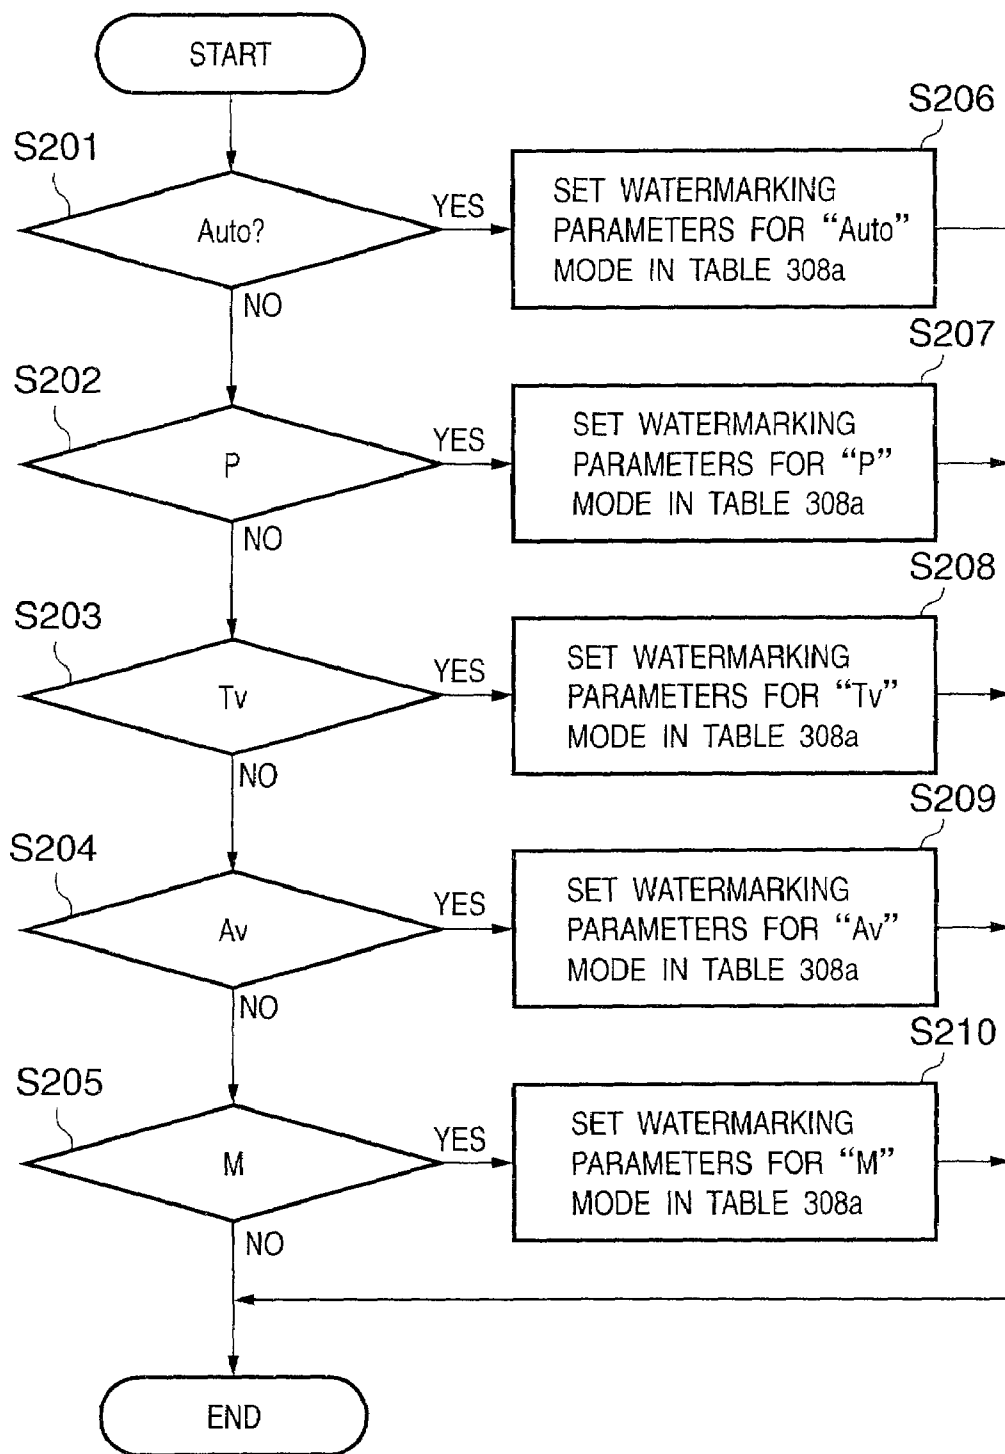 START
S201
Auto?
YES
NO
S206
SET WATERMARKING
PARAMETERS FOR “Auto”
MODE IN TABLE 308a
S202
P
YES
NO
S207
SET WATERMARKING
PARAMETERS FOR “P”
MODE IN TABLE 308a
S203
Tv
YES
NO
S208
SET WATERMARKING
PARAMETERS FOR “Tv”
MODE IN TABLE 308a
S204
Av
YES
NO
S209
SET WATERMARKING
PARAMETERS FOR “Av”
MODE IN TABLE 308a
S205
M
YES
NO
S210
SET WATERMARKING
PARAMETERS FOR “M”
MODE IN TABLE 308a
END